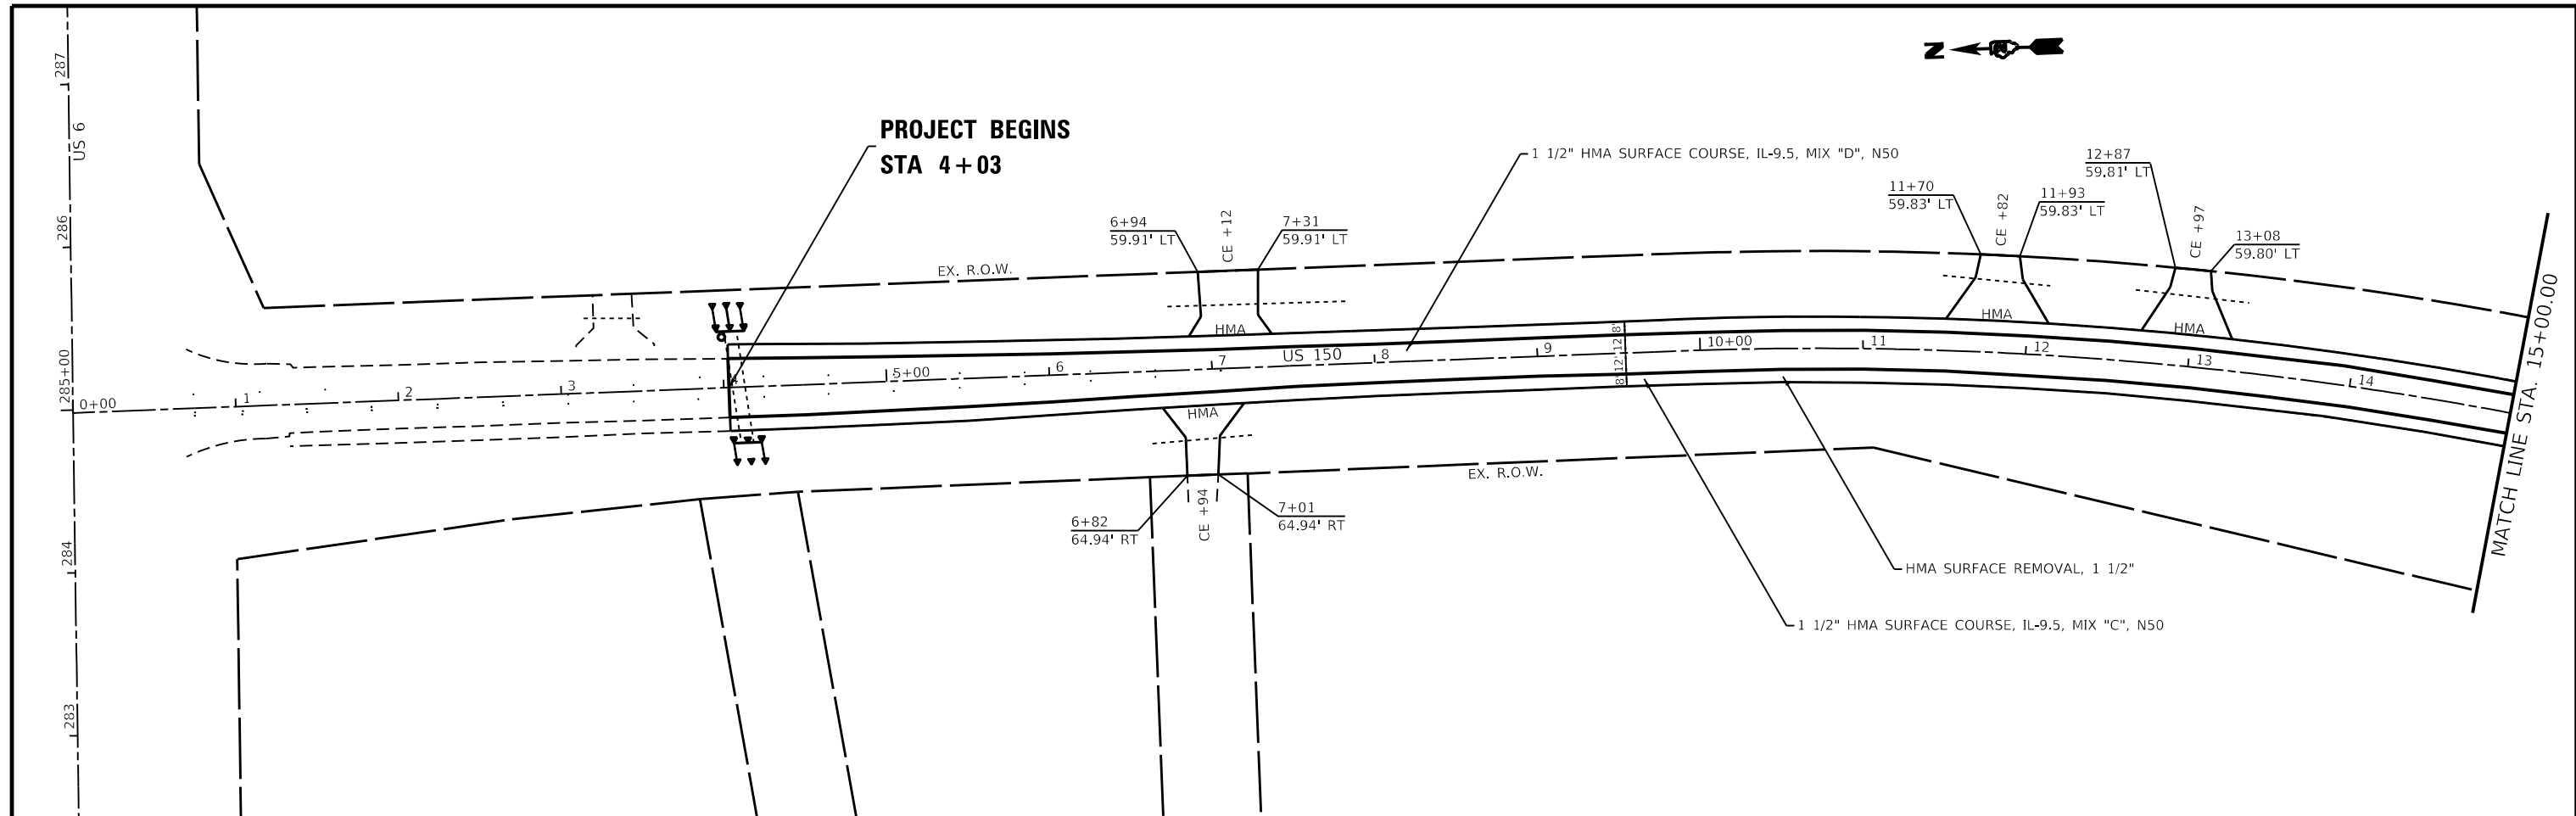 N
287
US 6
286
285+00
284
283
PROJECT BEGINS
STA 4+03
1 1/2" HMA SURFACE COURSE, IL-9.5, MIX "D", N50
12+87
59.81' LT
11+70
59.83' LT
CE +82
11+93
59.83' LT
CE +97
13+08
59.80' LT
6+94
59.91' LT
CE +12
7+31
59.91' LT
EX. R.O.W.
HMA
HMA
HMA
0+00
1
2
3
4
5+00
6
7
US 150
8
9
8' 12' 12' 8'
10+00
11
12
13
14
MATCH LINE STA. 15+00.00
HMA
EX. R.O.W.
6+82
64.94' RT
CE +94
7+01
64.94' RT
HMA SURFACE REMOVAL, 1 1/2"
1 1/2" HMA SURFACE COURSE, IL-9.5, MIX "C", N50